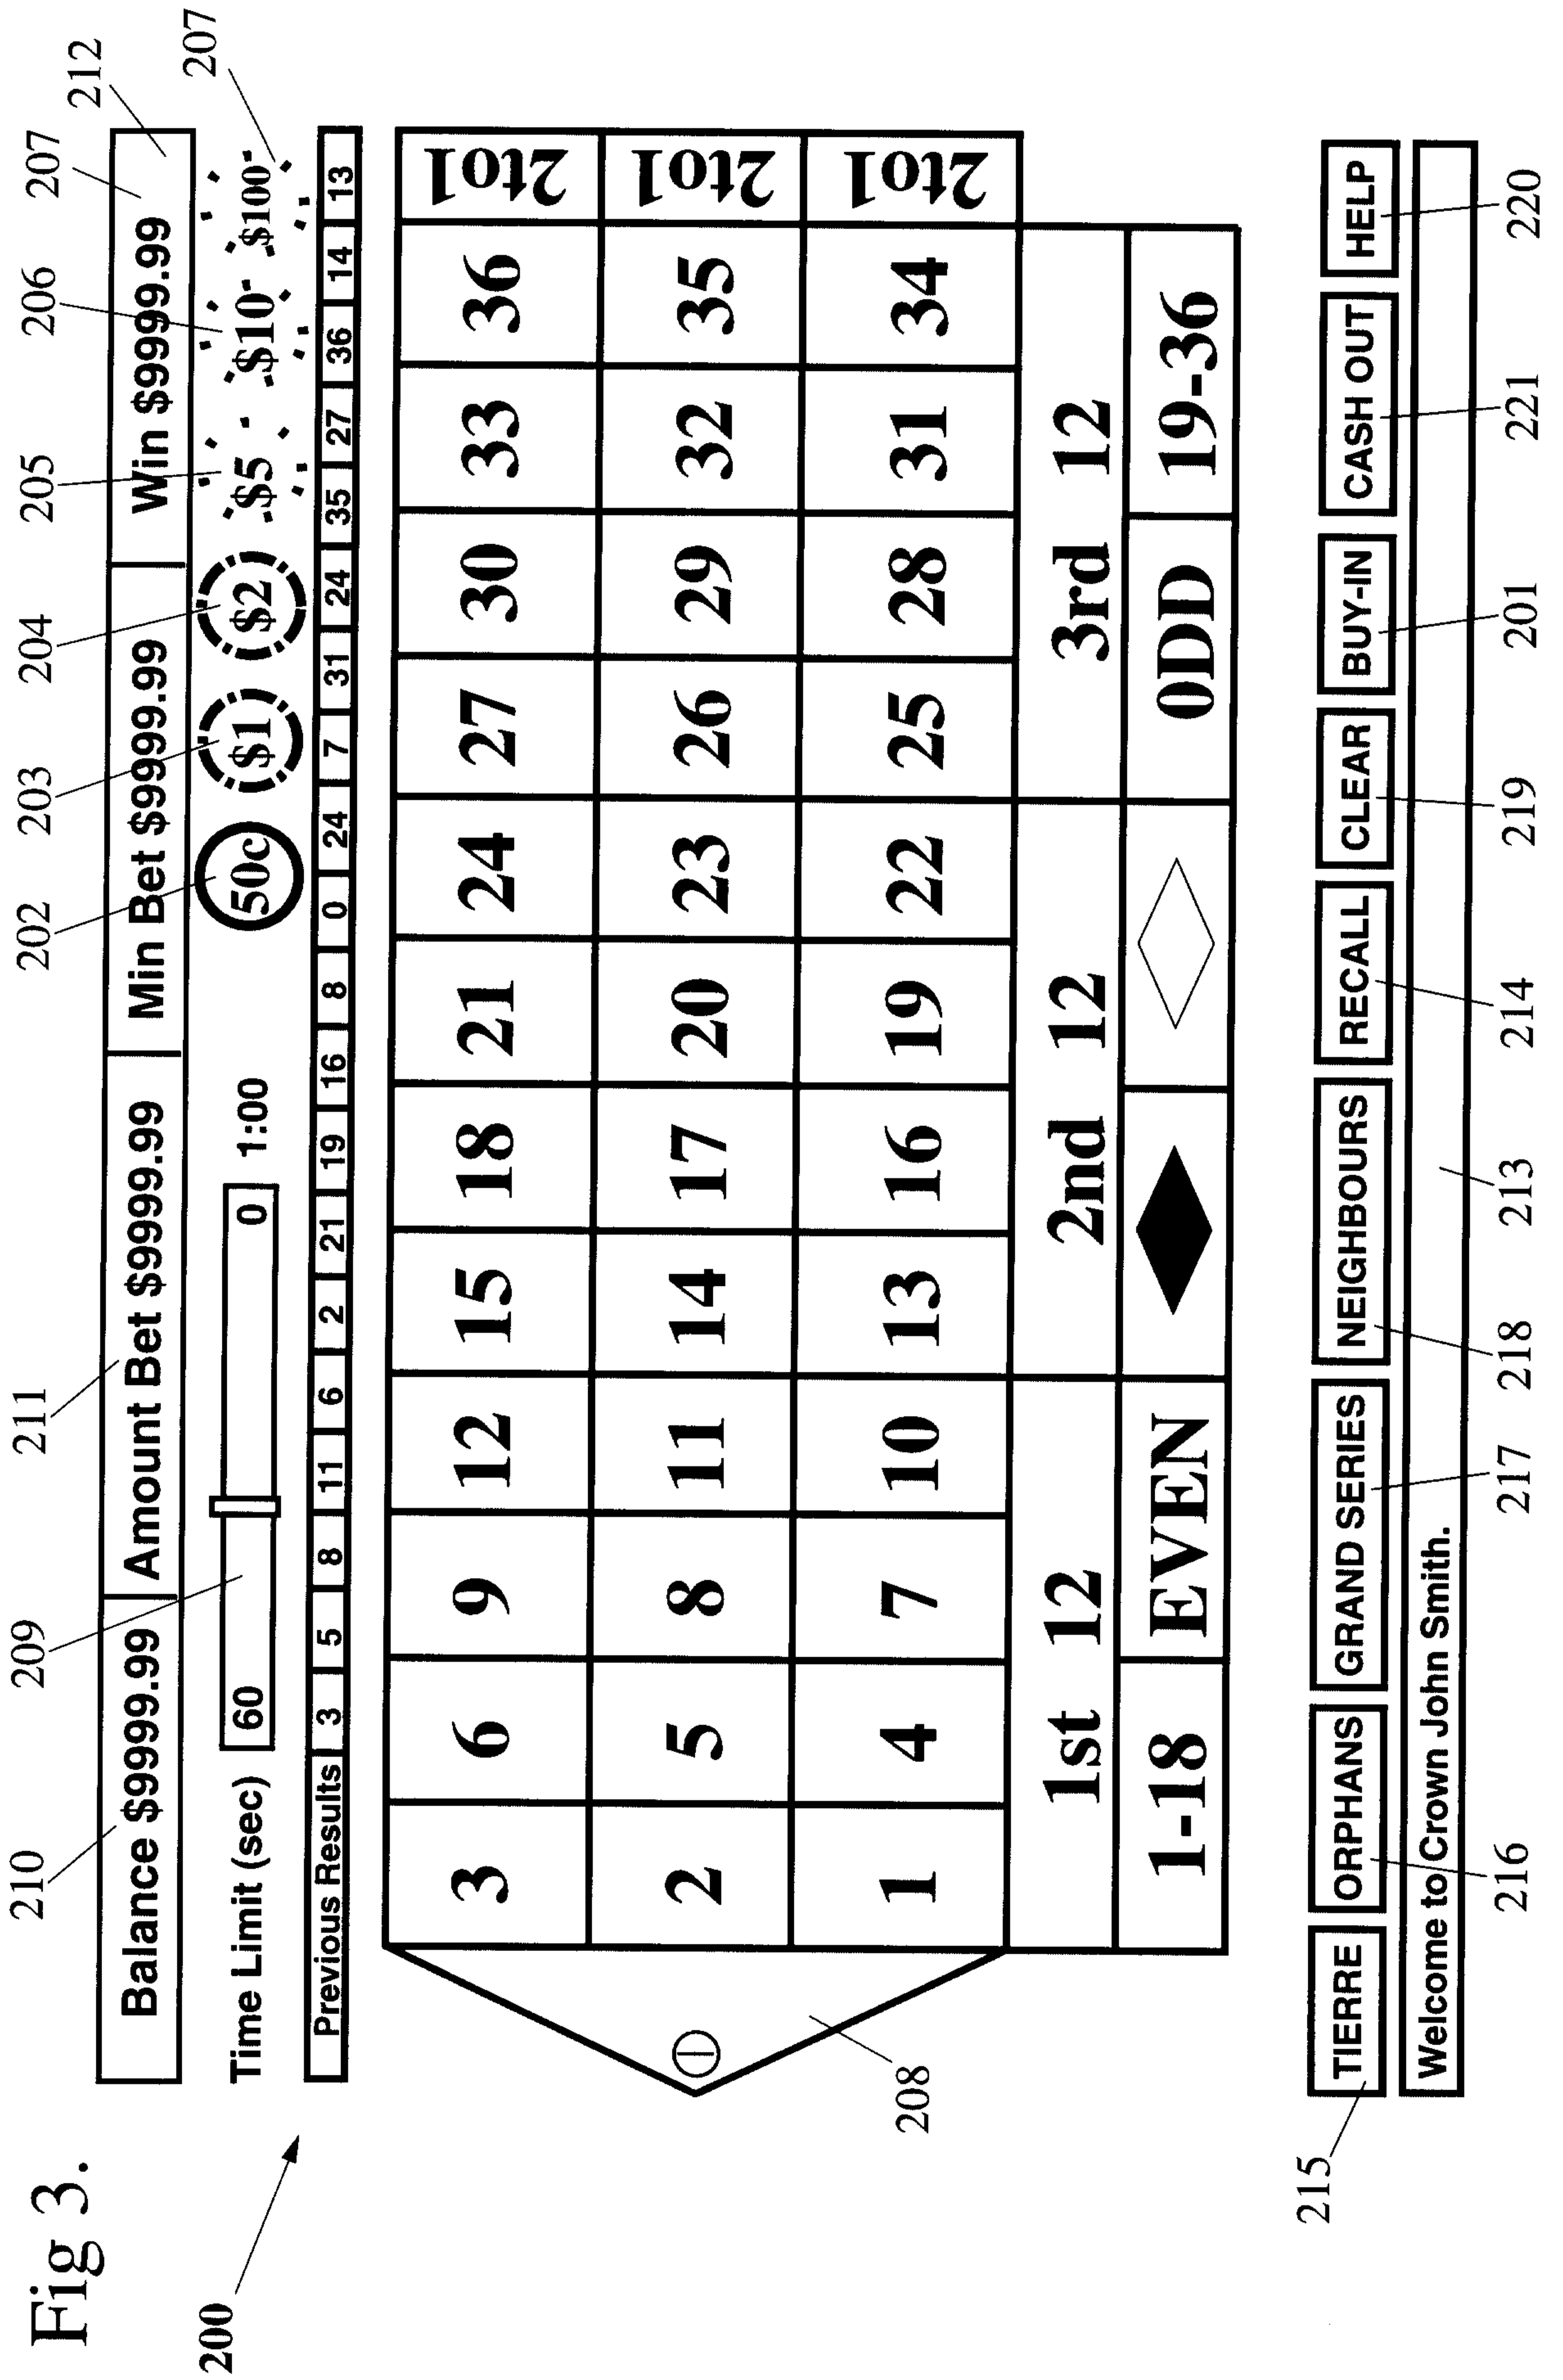 Fig 3.
200
210 211 207 212
209 202 203 204 205 206 207
Balance $9999.99 Amount Bet $9999.99 Min Bet $9999.99 Win $9999.99
Time Limit (sec) 60 0 1:00 50c $1 $2 $5 $10 $100
Previous Results 3 5 8 11 6 2 21 19 16 8 0 24 7 31 24 35 27 36 14 13
3 6 9 12 15 18 21 24 27 30 33 36 2to1
0 2 5 8 11 14 17 20 23 26 29 32 35 2to1
1 4 7 10 13 16 19 22 25 28 31 34 2to1
208
1st 12 2nd 12 3rd 12
1-18 EVEN ODD 19-36
215
TIERRE ORPHANS GRAND SERIES NEIGHBOURS RECALL CLEAR BUY-IN CASH OUT HELP
Welcome to Crown John Smith.
216 217 218 213 214 219 201 221 220